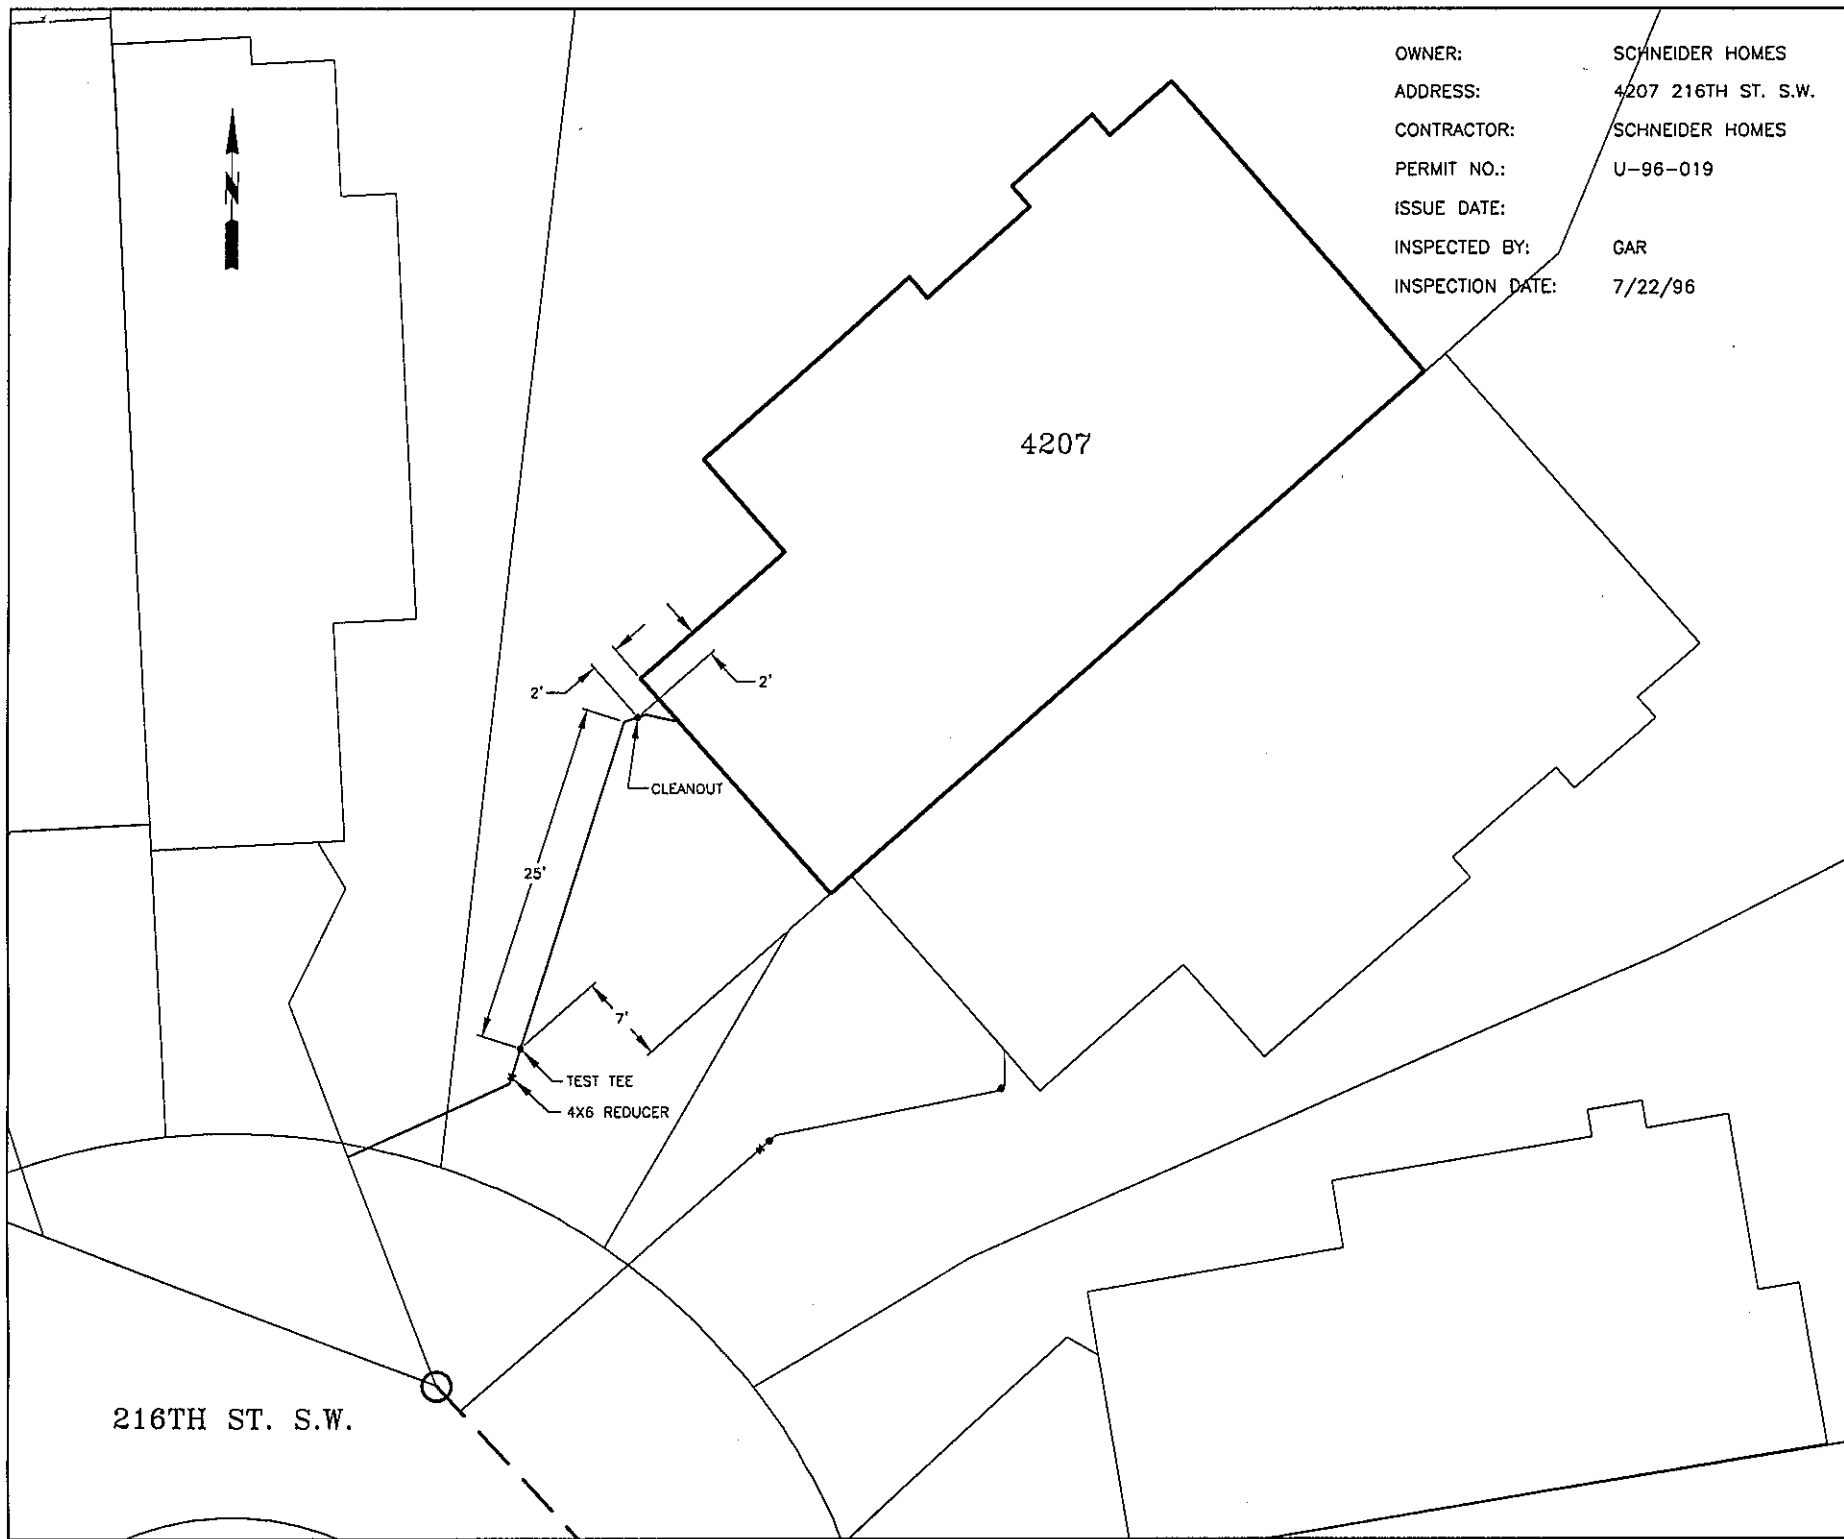 OWNER: SCHNEIDER HOMES
ADDRESS: 4207 216TH ST. S.W.
CONTRACTOR: SCHNEIDER HOMES
PERMIT NO.: U-96-019
ISSUE DATE:
INSPECTED BY: GAR
INSPECTION DATE: 7/22/96
N
4207
2'
2'
CLEANOUT
25'
7'
TEST TEE
4X6 REDUCER
216TH ST. S.W.